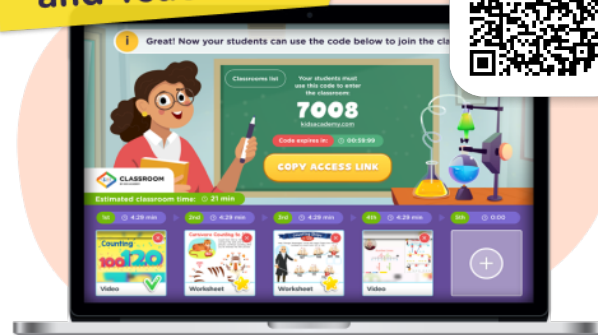 Great! Now your students can use the code below to join the
Classrooms list
Your students must
use this code to enter
the classroom:
7008
kidsacademy.com
Code expires in: 00:59:99
COPY ACCESS LINK
CLASSROOM
Estimated classroom time: 21 min
1st 4:29 min 2nd 4:29 min 3rd 4:29 min 4th 4:29 min 5th 0:00
Counting
100 120
Video
Worksheet
Worksheet
Video